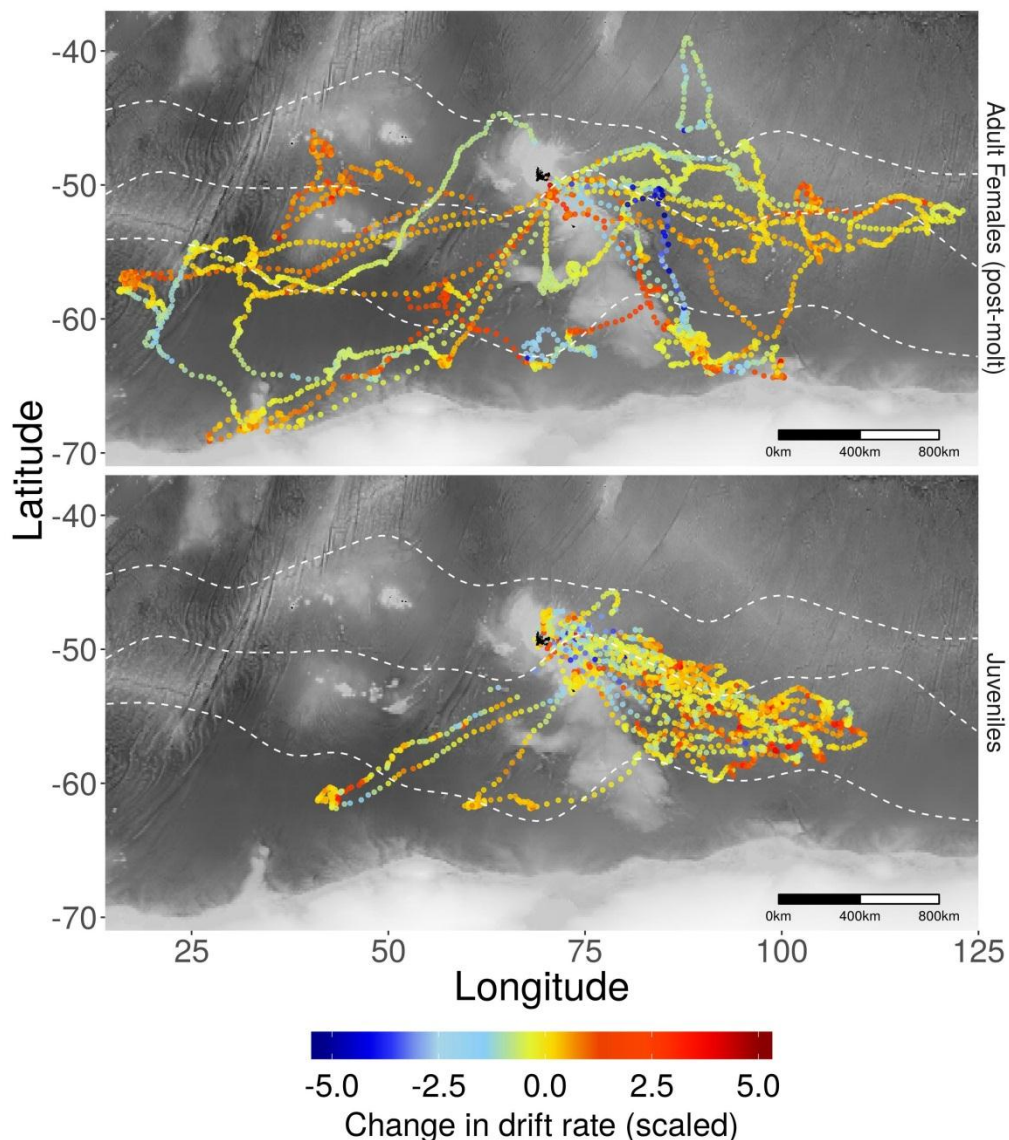 -40
-50
-60
-70
Adult Females (post-molt)
0km 400km 800km
Latitude
-40
-50
-60
-70
Juveniles
0km 400km 800km
25 50 75 100 125
Longitude
-5.0 -2.5 0.0 2.5 5.0
Change in drift rate (scaled)